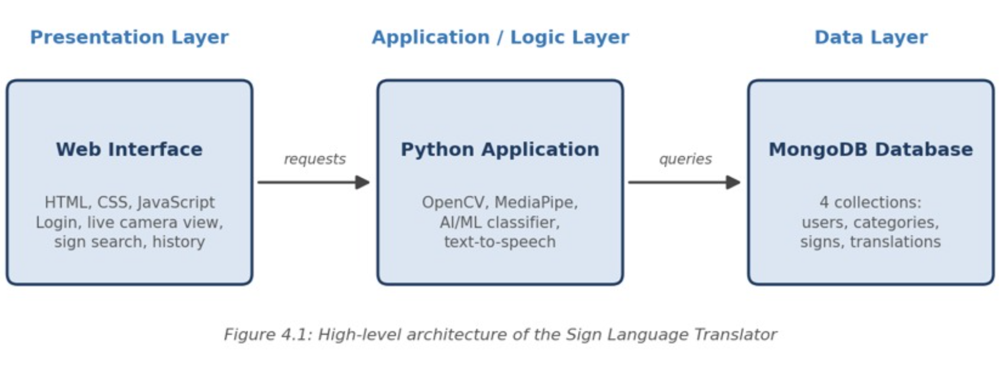 Presentation Layer
Application / Logic Layer
Data Layer
Web Interface
HTML, CSS, JavaScript
Login, live camera view,
sign search, history
requests
Python Application
OpenCV, MediaPipe,
AI/ML classifier,
text-to-speech
queries
MongoDB Database
4 collections:
users, categories,
signs, translations
Figure 4.1: High-level architecture of the Sign Language Translator